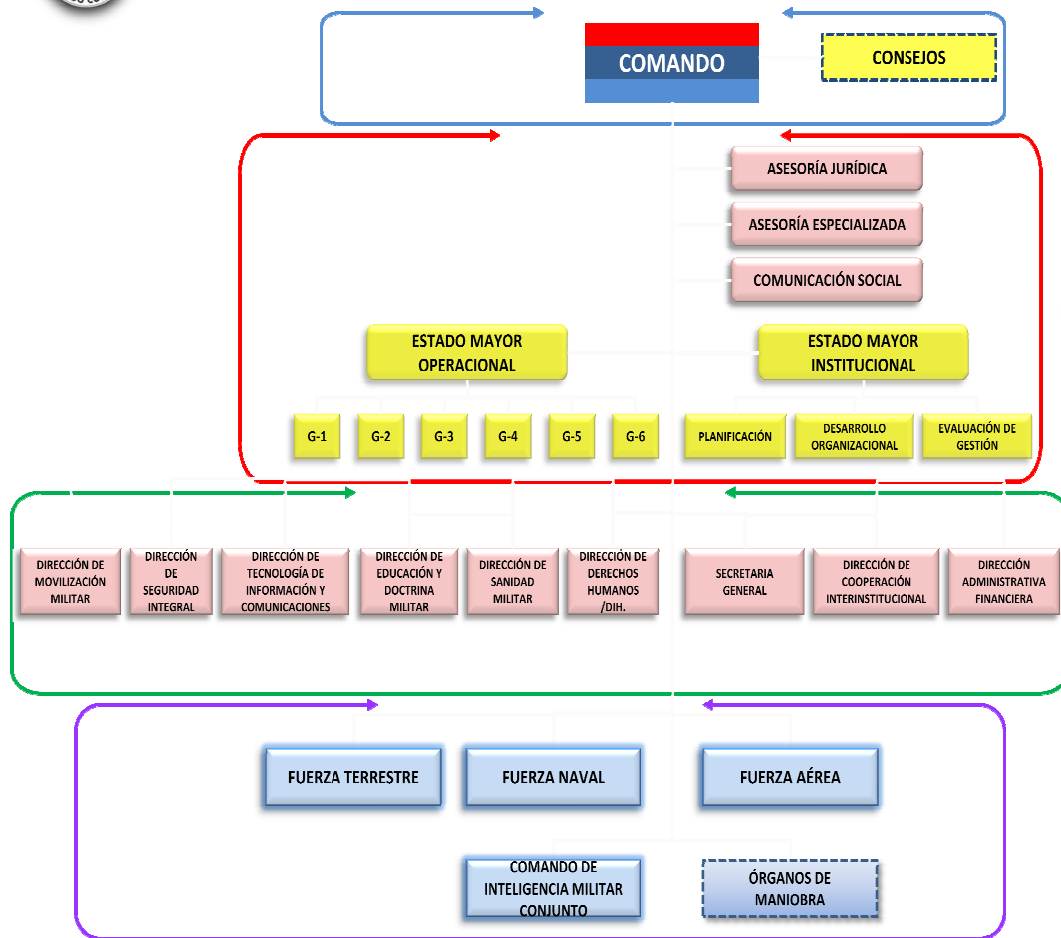 COMANDO
CONSEJOS
ASESORÍA JURÍDICA
ASESORÍA ESPECIALIZADA
COMUNICACIÓN SOCIAL
ESTADO MAYOR
OPERACIONAL
ESTADO MAYOR
INSTITUCIONAL
G-1
G-2
G-3
G-4
G-5
G-6
PLANIFICACIÓN
DESARROLLO
ORGANIZACIONAL
EVALUACIÓN DE
GESTIÓN
DIRECCIÓN DE
MOVILIZACIÓN
MILITAR
DIRECCIÓN
DE
SEGURIDAD
INTEGRAL
DIRECCIÓN DE
TECNOLOGÍA DE
INFORMACIÓN Y
COMUNICACIONES
DIRECCIÓN DE
EDUCACIÓN Y
DOCTRINA
MILITAR
DIRECCIÓN DE
SANIDAD
MILITAR
DIRECCIÓN DE
DERECHOS
HUMANOS
/DIH.
SECRETARIA
GENERAL
DIRECCIÓN DE
COOPERACIÓN
INTERINSTITUCIONAL
DIRECCIÓN
ADMINISTRATIVA
FINANCIERA
FUERZA TERRESTRE
FUERZA NAVAL
FUERZA AÉREA
COMANDO DE
INTELIGENCIA MILITAR
CONJUNTO
ÓRGANOS DE
MANIOBRA